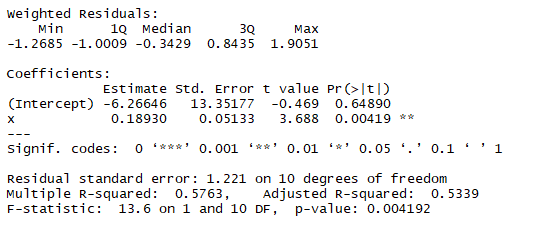 Weighted Residuals:
    Min      1Q  Median      3Q     Max
-1.2685 -1.0009 -0.3429  0.8435  1.9051

Coefficients:
            Estimate Std. Error t value Pr(>|t|)
(Intercept) -6.26646   13.35177  -0.469  0.64890
x            0.18930    0.05133   3.688  0.00419 **
---
Signif. codes:  0 ‘***’ 0.001 ‘**’ 0.01 ‘*’ 0.05 ‘.’ 0.1 ‘ ’ 1

Residual standard error: 1.221 on 10 degrees of freedom
Multiple R-squared:  0.5763,	Adjusted R-squared:  0.5339
F-statistic:  13.6 on 1 and 10 DF,  p-value: 0.004192